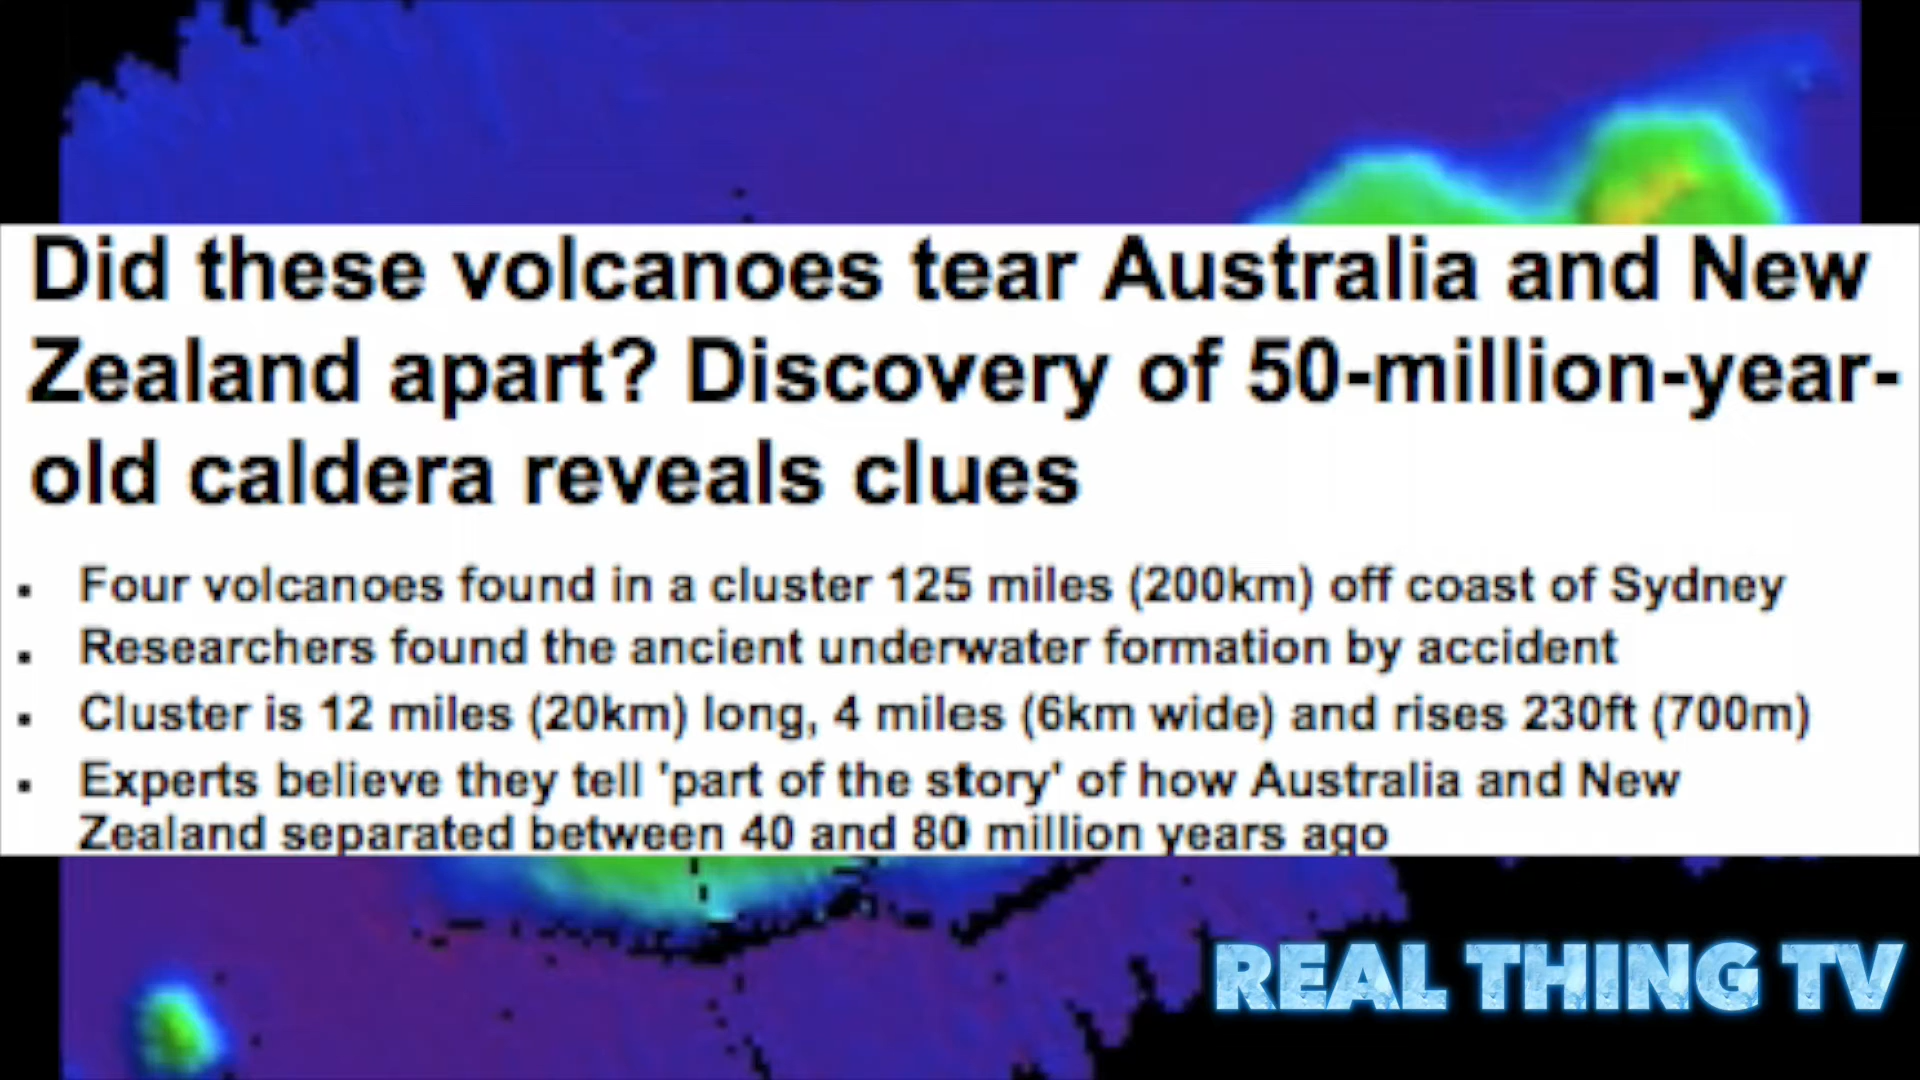 Did these volcanoes tear Australia and New
Zealand apart? Discovery of 50-million-year-
old caldera reveals clues
▪ Four volcanoes found in a cluster 125 miles (200km) off coast of Sydney
▪ Researchers found the ancient underwater formation by accident
▪ Cluster is 12 miles (20km) long, 4 miles (6km wide) and rises 230ft (700m)
▪ Experts believe they tell 'part of the story' of how Australia and New
Zealand separated between 40 and 80 million years ago
REAL THING TV